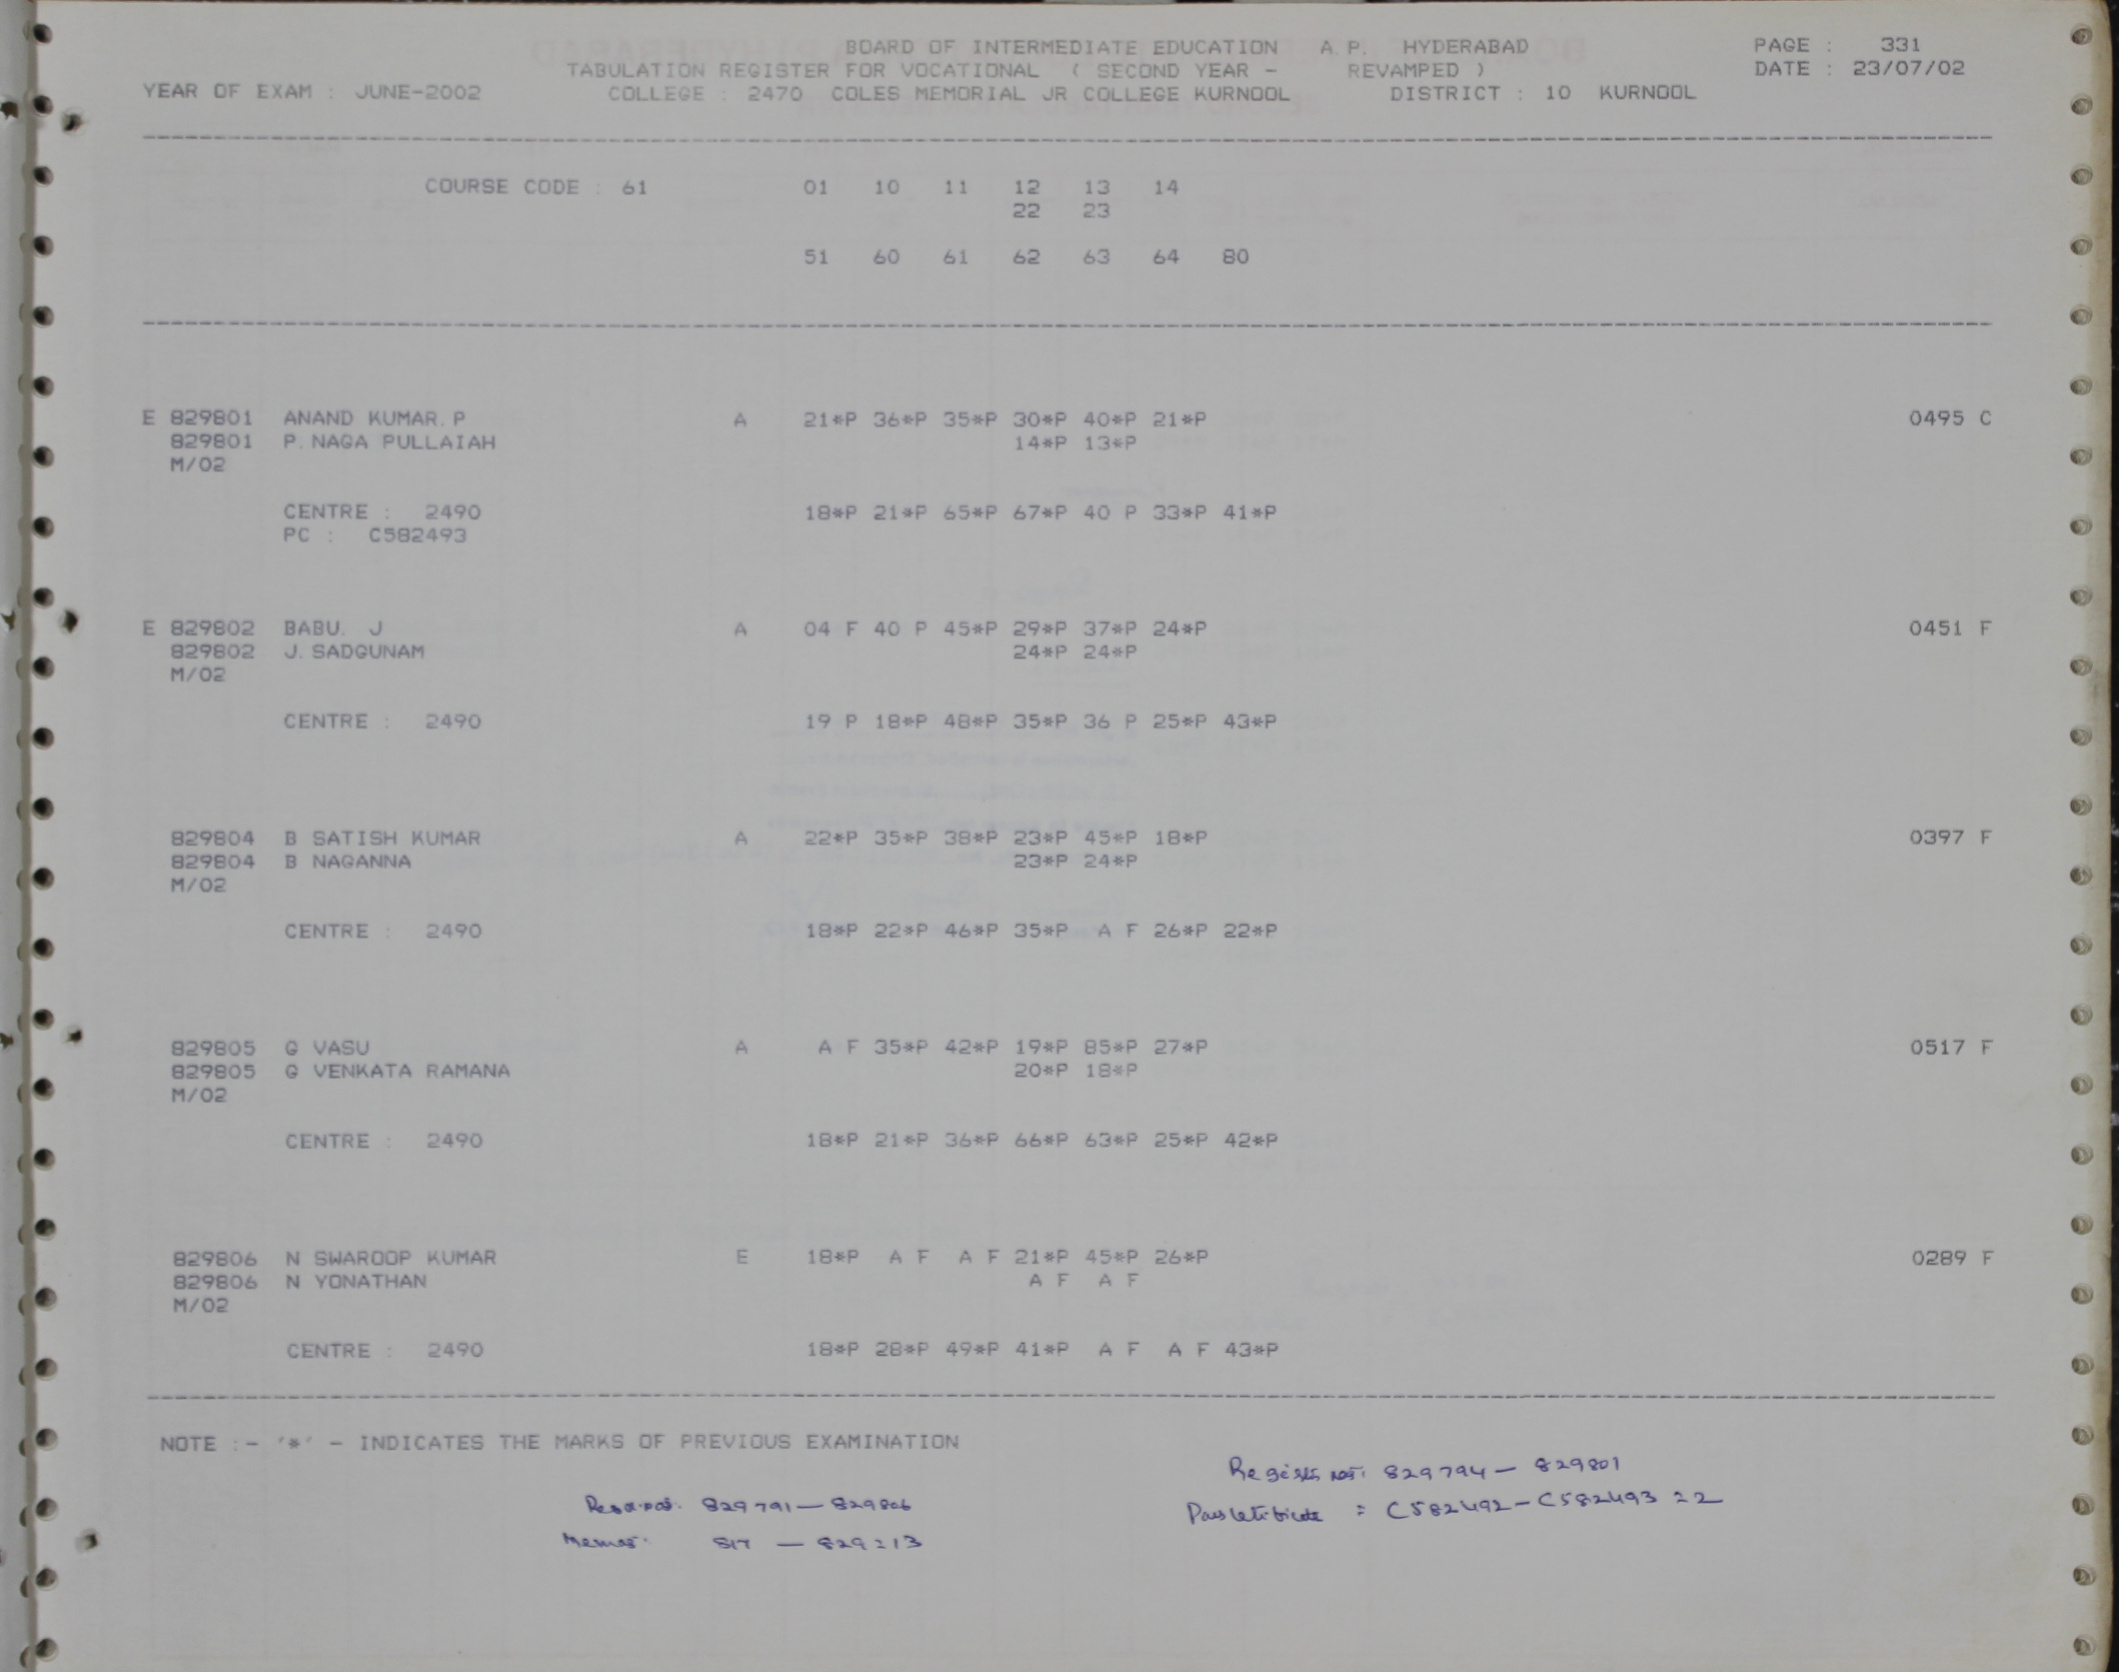 BOARD OF INTERMEDIATE EDUCATION A.P. HYDERABAD PAGE : 331
TABULATION REGISTER FOR VOCATIONAL ( SECOND YEAR - REVAMPED ) DATE : 23/07/02
YEAR OF EXAM : JUNE-2002 COLLEGE : 2470 COLES MEMORIAL JR COLLEGE KURNOOL DISTRICT : 10 KURNOOL
COURSE CODE : 61 01 10 11 12 13 14
22 23
51 60 61 62 63 64 80
E 829801 ANAND KUMAR.P A 21*P 36*P 35*P 30*P 40*P 21*P 0495 C
829801 P.NAGA PULLAIAH 14*P 13*P
M/02
CENTRE : 2490 18*P 21*P 65*P 67*P 40 P 33*P 41*P
PC : C582493
E 829802 BABU. J A 04 F 40 P 45*P 29*P 37*P 24*P 0451 F
829802 J.SADGUNAM 24*P 24*P
M/02
CENTRE : 2490 19 P 18*P 48*P 35*P 36 P 25*P 43*P
829804 B SATISH KUMAR A 22*P 35*P 38*P 23*P 45*P 18*P 0397 F
829804 B NAGANNA 23*P 24*P
M/02
CENTRE : 2490 18*P 22*P 46*P 35*P A F 26*P 22*P
829805 G VASU A A F 35*P 42*P 19*P 85*P 27*P 0517 F
829805 G VENKATA RAMANA 20*P 18*P
M/02
CENTRE : 2490 18*P 21*P 36*P 66*P 63*P 25*P 42*P
829806 N SWAROOP KUMAR E 18*P A F A F 21*P 45*P 26*P 0289 F
829806 N YONATHAN A F A F
M/02
CENTRE : 2490 18*P 28*P 49*P 41*P A F A F 43*P
NOTE :- '*' - INDICATES THE MARKS OF PREVIOUS EXAMINATION
829794 — 829801
829791 — 829806
= C582492 - C582493 = 2
— 829 = 13